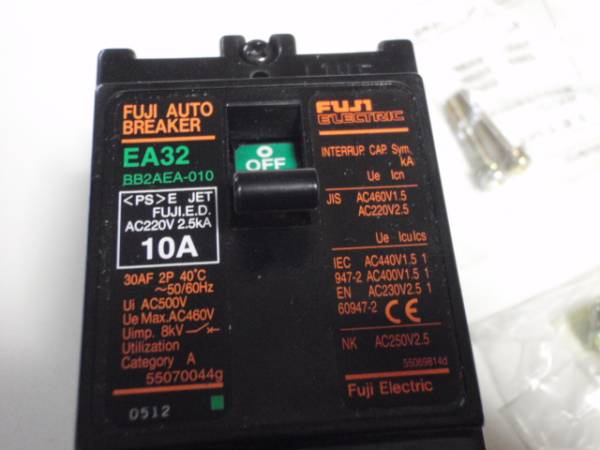 LINE
FUJI AUTO
BREAKER
EA32
BB2AEA-010
<PS>E JET
FUJI.E.D.
AC220V 2.5kA
10A
30AF 2P 40°C
~50/60Hz
Ui AC500V
Ue Max.AC460V
Uimp. 8kV
Utilization
Category A
55070044g
0512
OFF
FUJI
ELECTRIC
INTERRUP. CAP. Sym.
kA
Ue Icn
JIS AC460V1.5
AC220V2.5
Ue IcuIcs
IEC AC440V1.5 1
947-2 AC400V1.5 1
EN AC230V2.5 1
60947-2 CE
NK AC250V2.5
55069814d
Fuji Electric